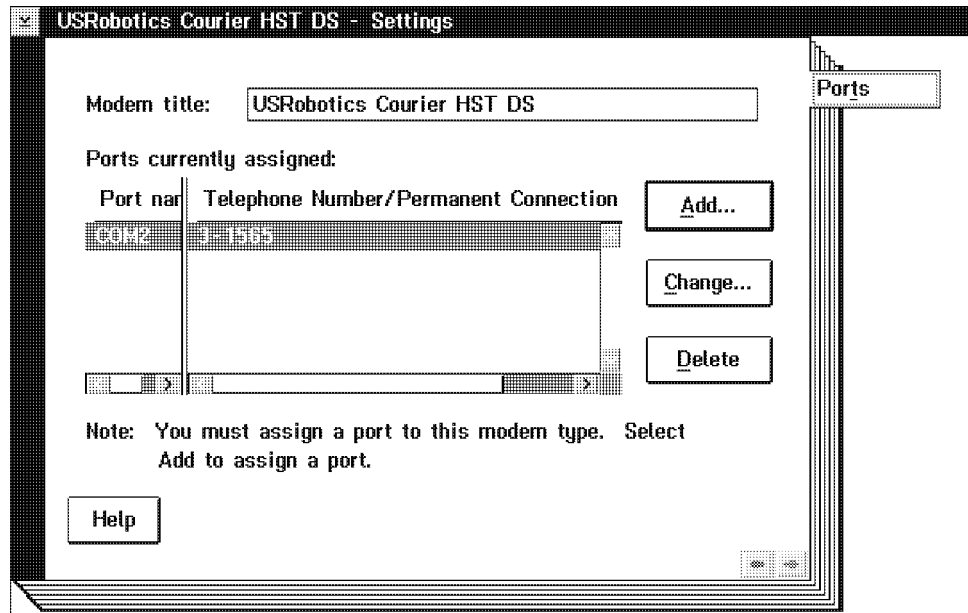 USRobotics Courier HST DS - Settings
Ports
Modem title: USRobotics Courier HST DS
Ports currently assigned:
Port nan Telephone Number/Permanent Connection
Add...
COM2 3-1565
Change...
Delete
Note: You must assign a port to this modem type. Select
Add to assign a port.
Help